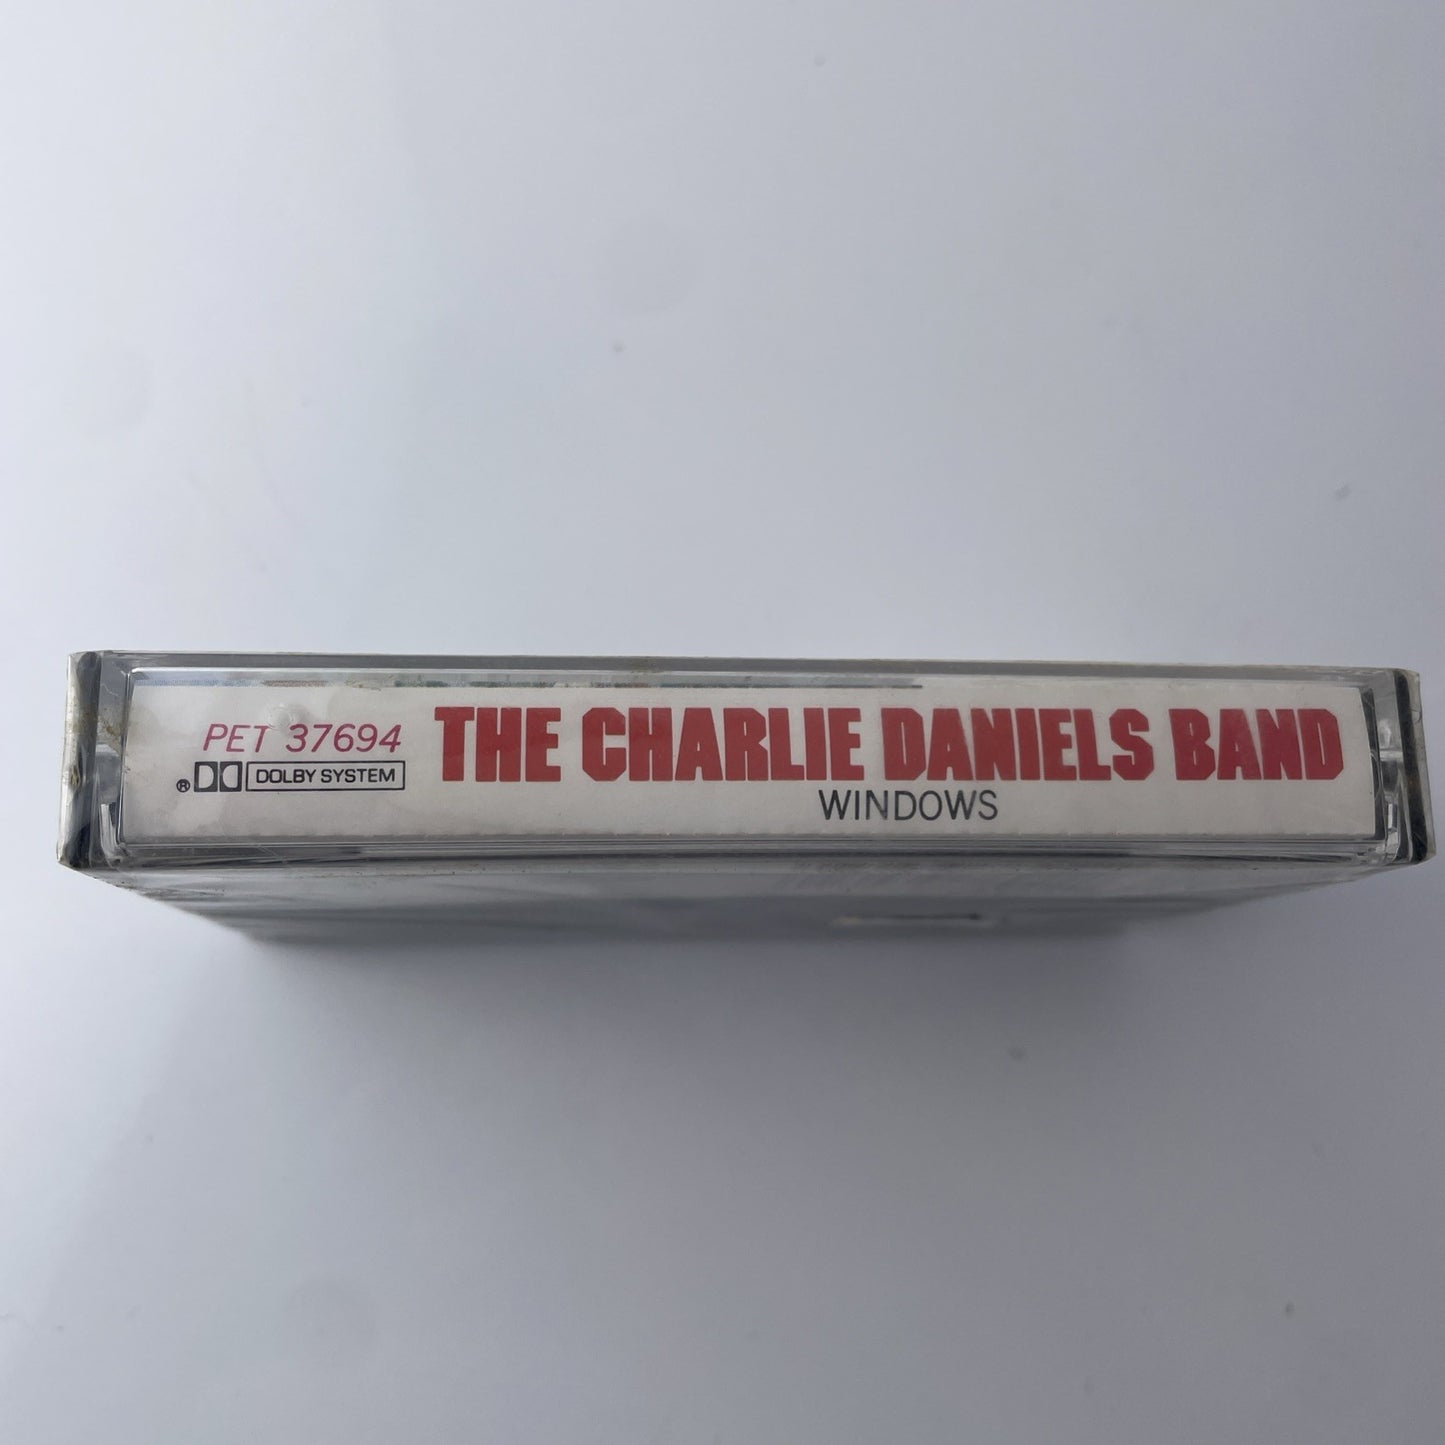 PET 37694
® DOLBY SYSTEM
THE CHARLIE DANIELS BAND
WINDOWS